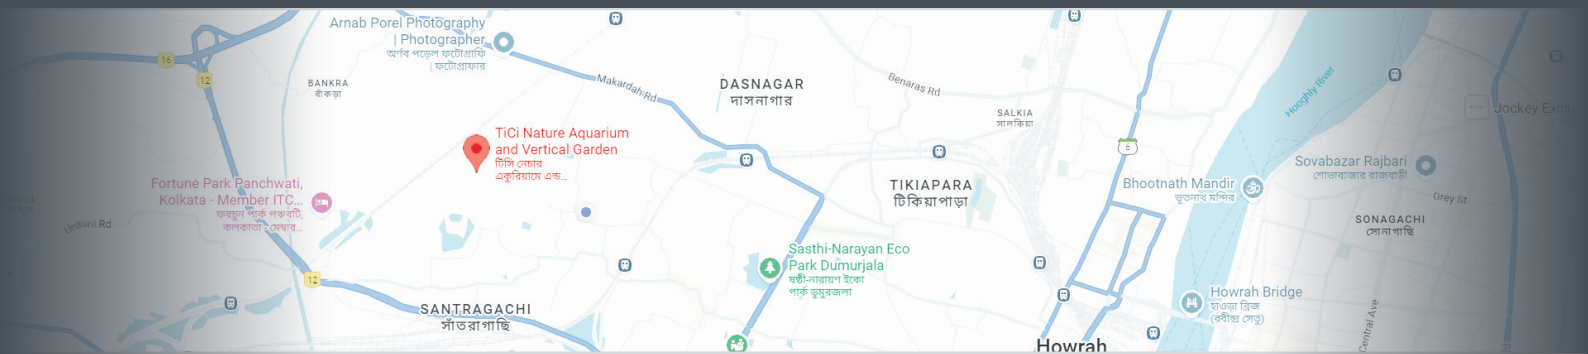 Arnab Porel Photography
| Photographer
অর্ণব পড়েল ফটোগ্রাফি
| ফটোগ্রাফার
16
12
BANKRA
বাঁকড়া
Makardah Rd
DASNAGAR
দাসনাগার
Benaras Rd
SALKIA
সালকিয়া
Hooghly River
Jockey Exclu
TiCi Nature Aquarium
and Vertical Garden
টিসি নেচার
একুরিয়ামে এন্ড...
6
Fortune Park Panchwati,
Kolkata - Member ITC...
ফরচুন পার্ক পঞ্চবটি,
কলকাতা - মেম্বার...
TIKIAPARA
টিকিয়াপাড়া
Bhootnath Mandir
ভূতনাথ মন্দির
Sovabazar Rajbari
শোভাবাজার রাজবাড়ী
Grey St
SONAGACHI
সোনাগাছি
Unsani Rd
12
Sasthi-Narayan Eco
Park Dumurjala
ষষ্ঠী-নারায়ণ ইকো
পার্ক ডুমুরজলা
SANTRAGACHI
সাঁতরাগাছি
Howrah Bridge
হাওড়া ব্রিজ
(রবীন্দ্র সেতু)
Central Ave
Howrah